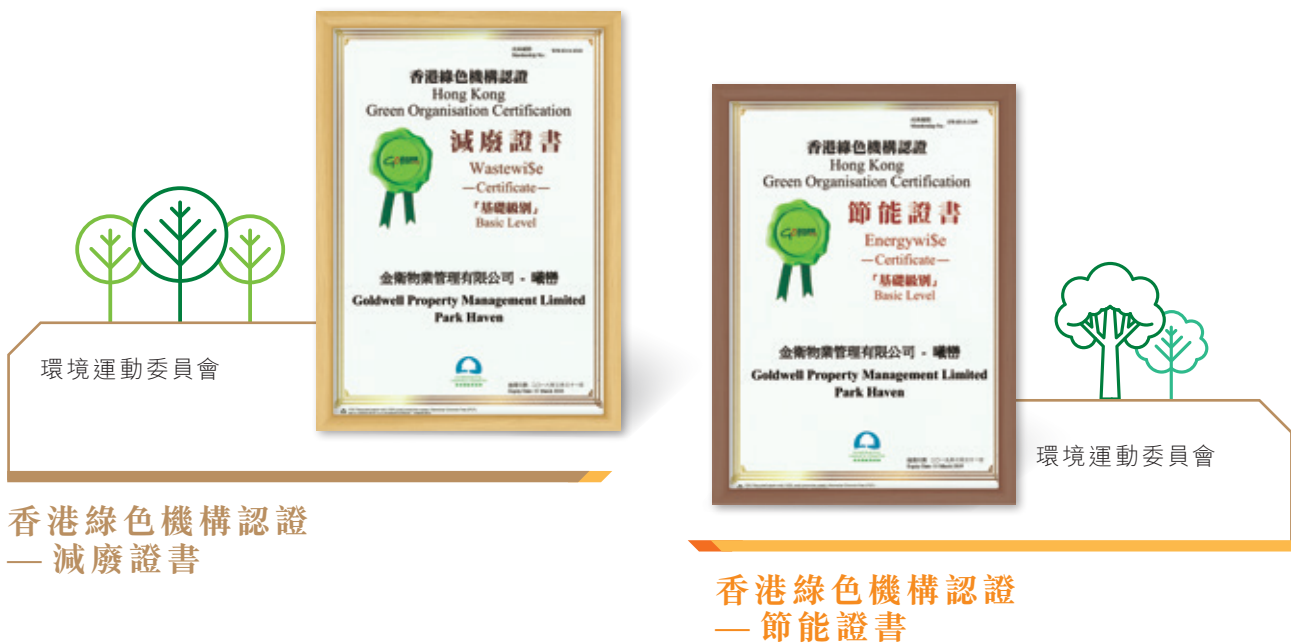 香港綠色機構認證
Hong Kong
Green Organisation Certification
減廢證書
Wastewi$e
—Certificate—
「基礎級別」
Basic Level
金衛物業管理有限公司 - 曦巒
Goldwell Property Management Limited
Park Haven
環境運動委員會
香港綠色機構認證
— 減廢證書
香港綠色機構認證
Hong Kong
Green Organisation Certification
節能證書
Energywi$e
—Certificate—
「基礎級別」
Basic Level
金衛物業管理有限公司 - 曦巒
Goldwell Property Management Limited
Park Haven
環境運動委員會
香港綠色機構認證
— 節能證書